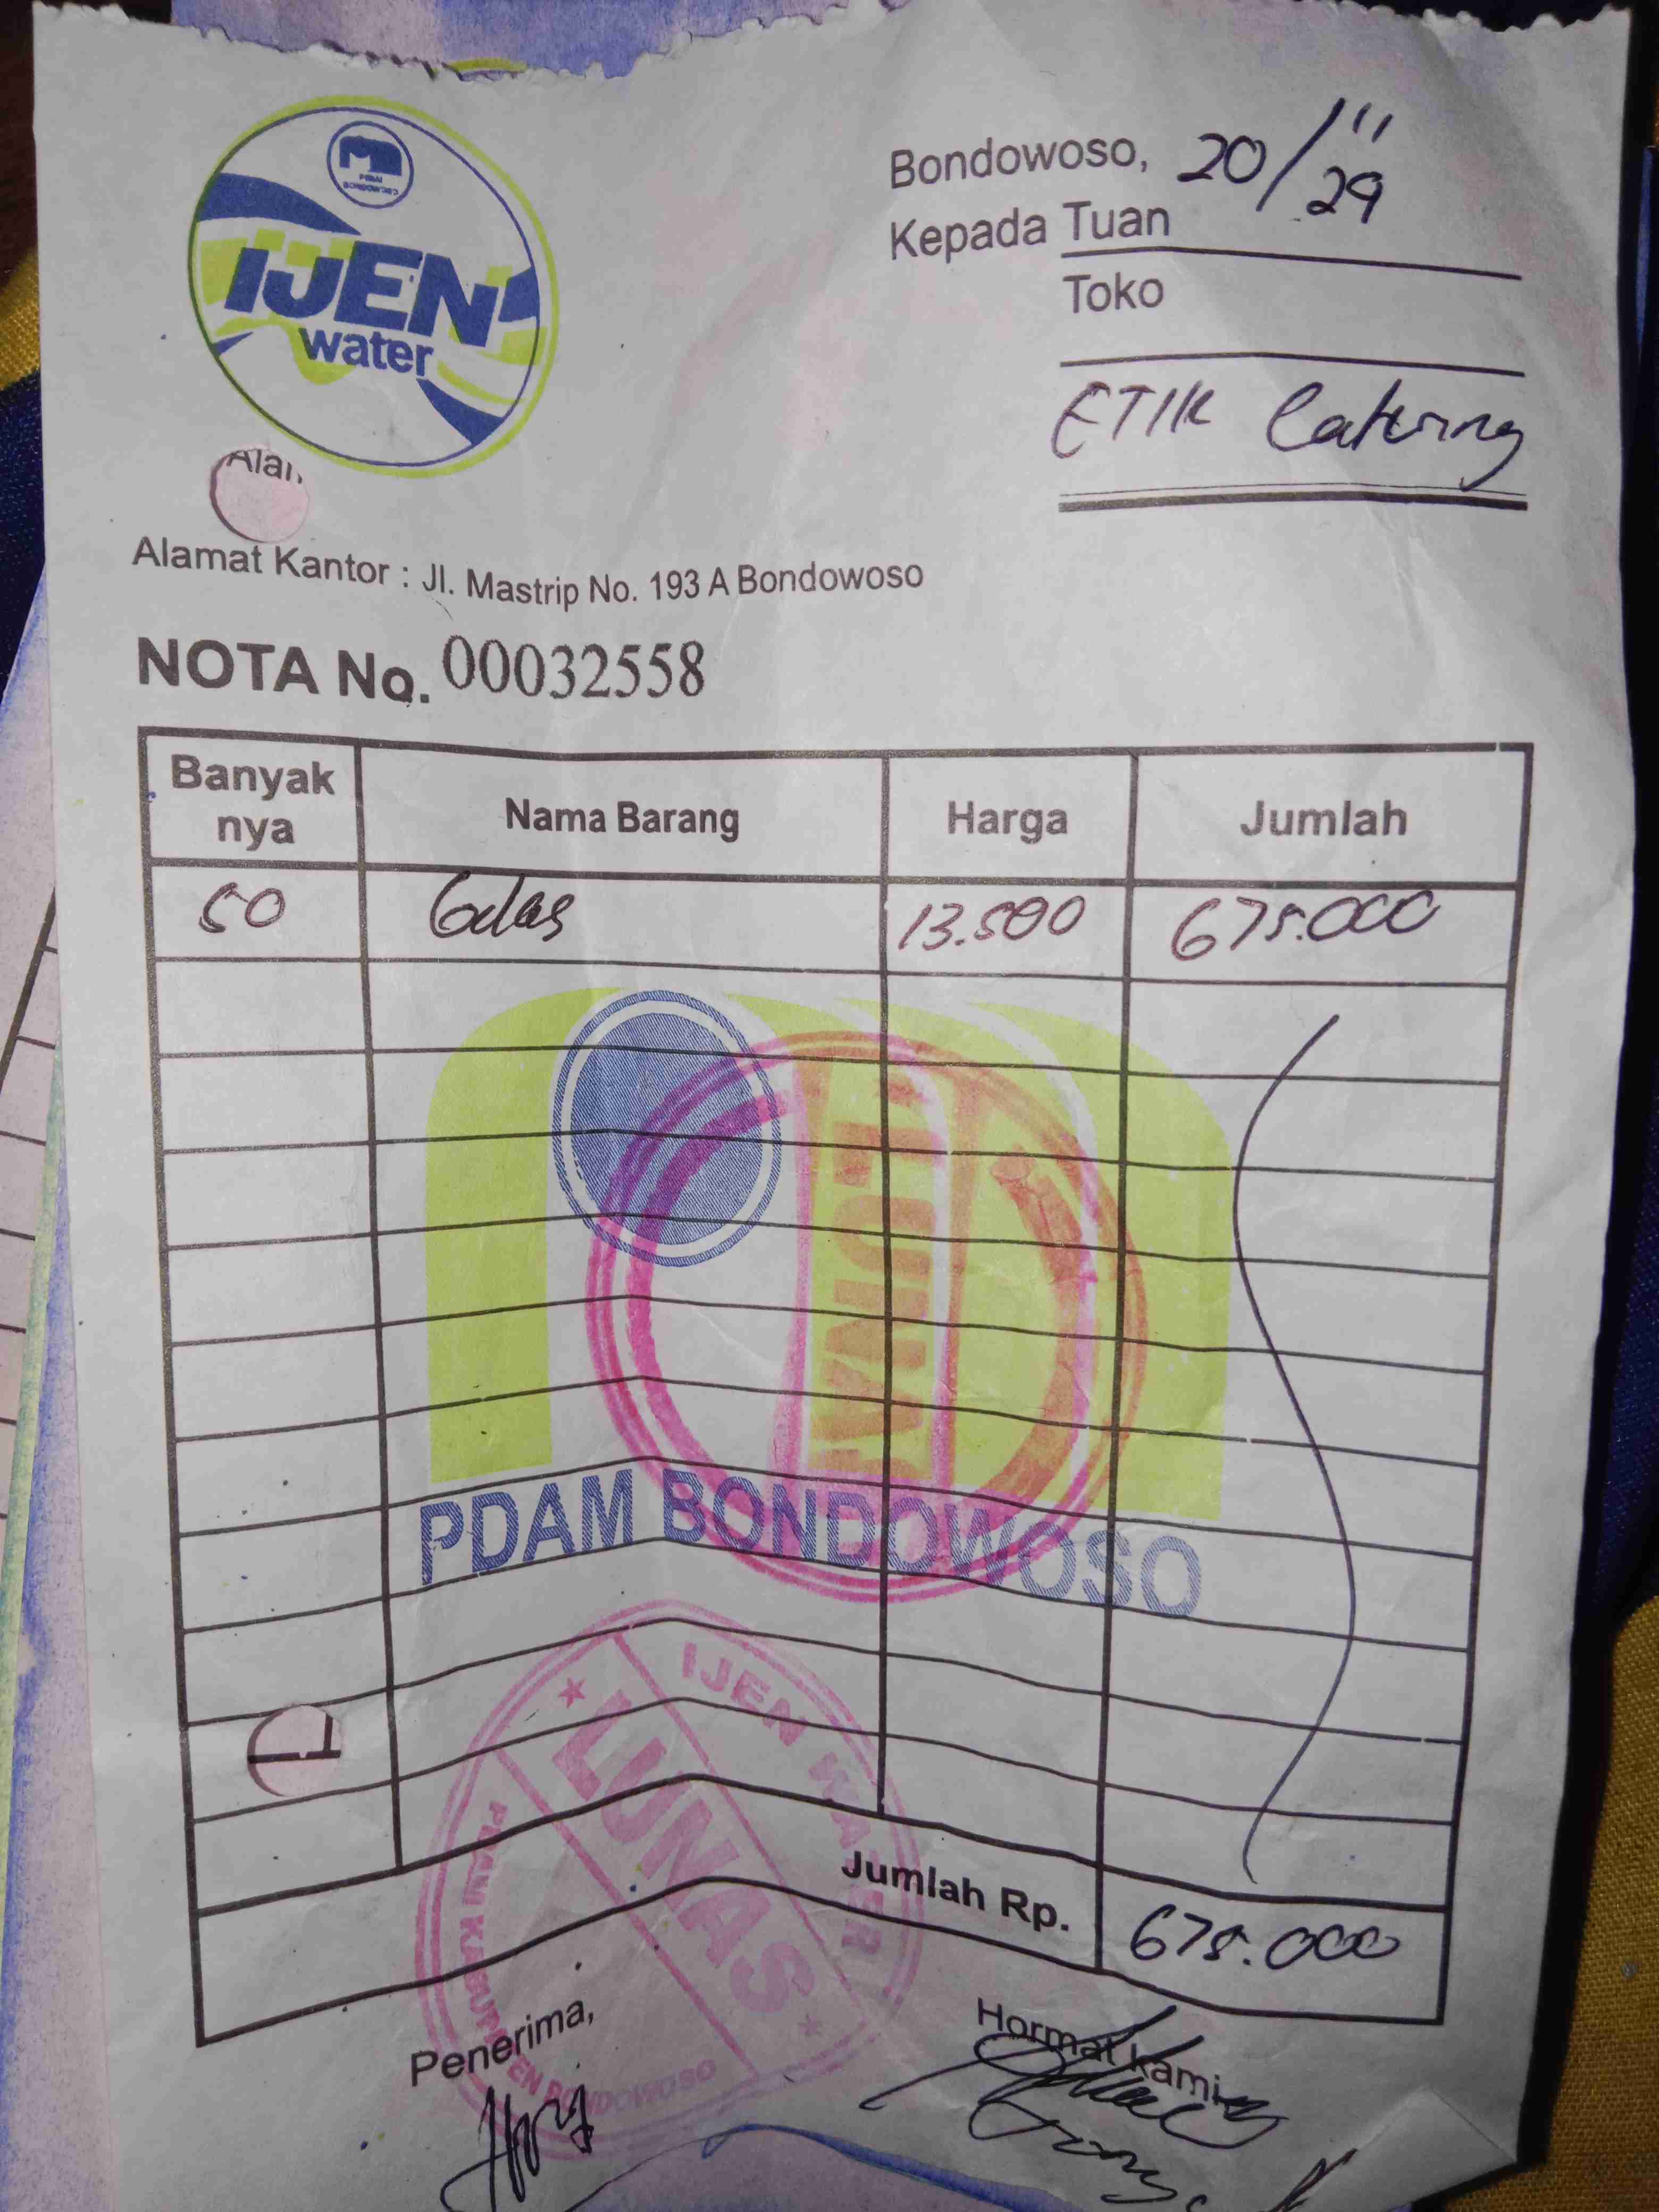 PDAM
BONDOWOSO
IJEN
water
Bondowoso, 20/11 29
Kepada Tuan
Toko
ETIK Catering
Alam
Alamat Kantor : Jl. Mastrip No. 193 A Bondowoso
NOTA No. 00032558
Banyak nya Nama Barang Harga Jumlah
50 Gelas 13.500 675.000
PDAM BONDOWOSO
IJEN WATER
LUNAS
PDAM KABUPATEN BONDOWOSO
Jumlah Rp. 675.000
Penerima, Hormat kami